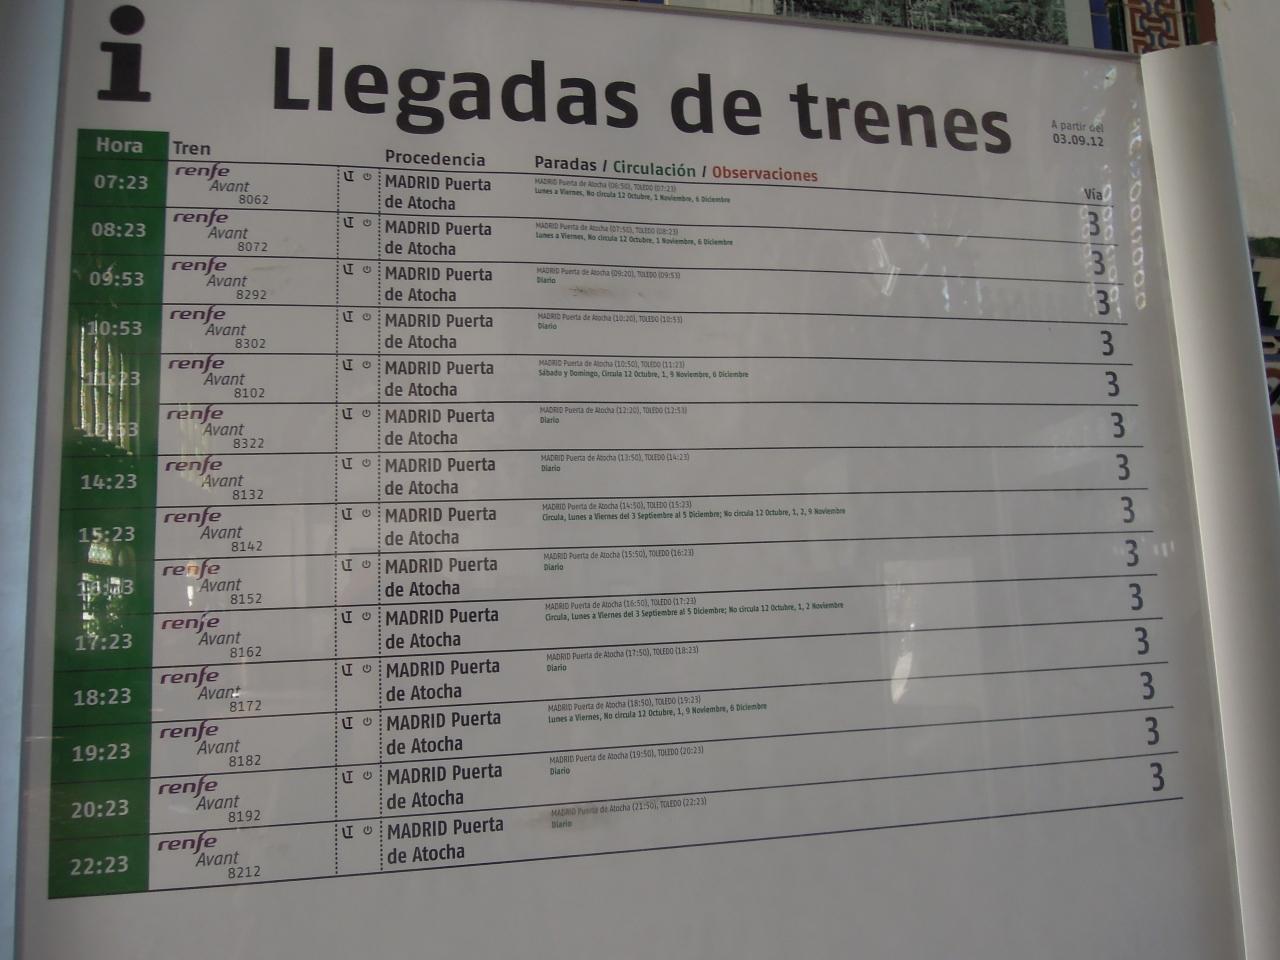 i
Llegadas de trenes
A partir del
03.09.12
Hora Tren Procedencia Paradas / Circulación / Observaciones Vía
07:23 renfe Avant 8062 MADRID Puerta de Atocha MADRID Puerta de Atocha (06:50), TOLEDO (07:23) 3
Lunes a Viernes, No circula 12 Octubre, 1 Noviembre, 6 Diciembre
08:23 renfe Avant 8072 MADRID Puerta de Atocha MADRID Puerta de Atocha (07:50), TOLEDO (08:23) 3
Lunes a Viernes, No circula 12 Octubre, 1 Noviembre, 6 Diciembre
09:53 renfe Avant 8292 MADRID Puerta de Atocha MADRID Puerta de Atocha (09:20), TOLEDO (09:53) 3
Diario
10:53 renfe Avant 8302 MADRID Puerta de Atocha MADRID Puerta de Atocha (10:20), TOLEDO (10:53) 3
Diario
11:23 renfe Avant 8102 MADRID Puerta de Atocha MADRID Puerta de Atocha (10:50), TOLEDO (11:23) 3
Sábado y Domingo, Circula 12 Octubre, 1, 9 Noviembre, 6 Diciembre
12:53 renfe Avant 8322 MADRID Puerta de Atocha MADRID Puerta de Atocha (12:20), TOLEDO (12:53) 3
Diario
14:23 renfe Avant 8132 MADRID Puerta de Atocha MADRID Puerta de Atocha (13:50), TOLEDO (14:23) 3
Diario
15:23 renfe Avant 8142 MADRID Puerta de Atocha MADRID Puerta de Atocha (14:50), TOLEDO (15:23) 3
Circula, Lunes a Viernes del 3 Septiembre al 5 Diciembre; No circula 12 Octubre, 1, 2, 9 Noviembre
16:23 renfe Avant 8152 MADRID Puerta de Atocha MADRID Puerta de Atocha (15:50), TOLEDO (16:23) 3
Diario
17:23 renfe Avant 8162 MADRID Puerta de Atocha MADRID Puerta de Atocha (16:50), TOLEDO (17:23) 3
Circula, Lunes a Viernes del 3 Septiembre al 5 Diciembre; No circula 12 Octubre, 1, 2 Noviembre
18:23 renfe Avant 8172 MADRID Puerta de Atocha MADRID Puerta de Atocha (17:50), TOLEDO (18:23) 3
Diario
19:23 renfe Avant 8182 MADRID Puerta de Atocha MADRID Puerta de Atocha (18:50), TOLEDO (19:23) 3
Lunes a Viernes, No circula 12 Octubre, 1, 9 Noviembre, 6 Diciembre
20:23 renfe Avant 8192 MADRID Puerta de Atocha MADRID Puerta de Atocha (19:50), TOLEDO (20:23) 3
Diario
22:23 renfe Avant 8212 MADRID Puerta de Atocha MADRID Puerta de Atocha (21:50), TOLEDO (22:23) 3
Diario